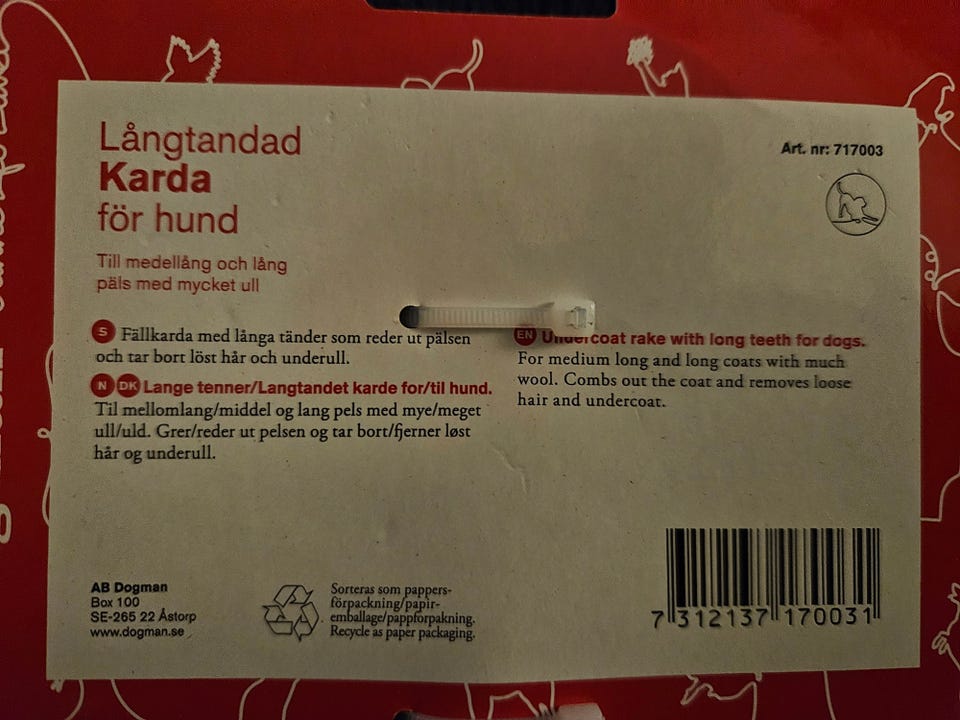 Långtandad
Karda
för hund
Till medellång och lång
päls med mycket ull
Art. nr: 717003
S Fällkarda med långa tänder som reder ut pälsen
och tar bort löst hår och underull.
N DK Lange tenner/Langtandet karde for/til hund.
Til mellomlang/middel og lang pels med mye/meget
ull/uld. Grer/reder ut pelsen og tar bort/fjerner løst
hår og underull.
EN Undercoat rake with long teeth for dogs.
For medium long and long coats with much
wool. Combs out the coat and removes loose
hair and undercoat.
AB Dogman
Box 100
SE-265 22 Åstorp
www.dogman.se
Sorteras som pappers-
förpackning/papir-
emballage/pappforpakning.
Recycle as paper packaging.
7 312137 170031